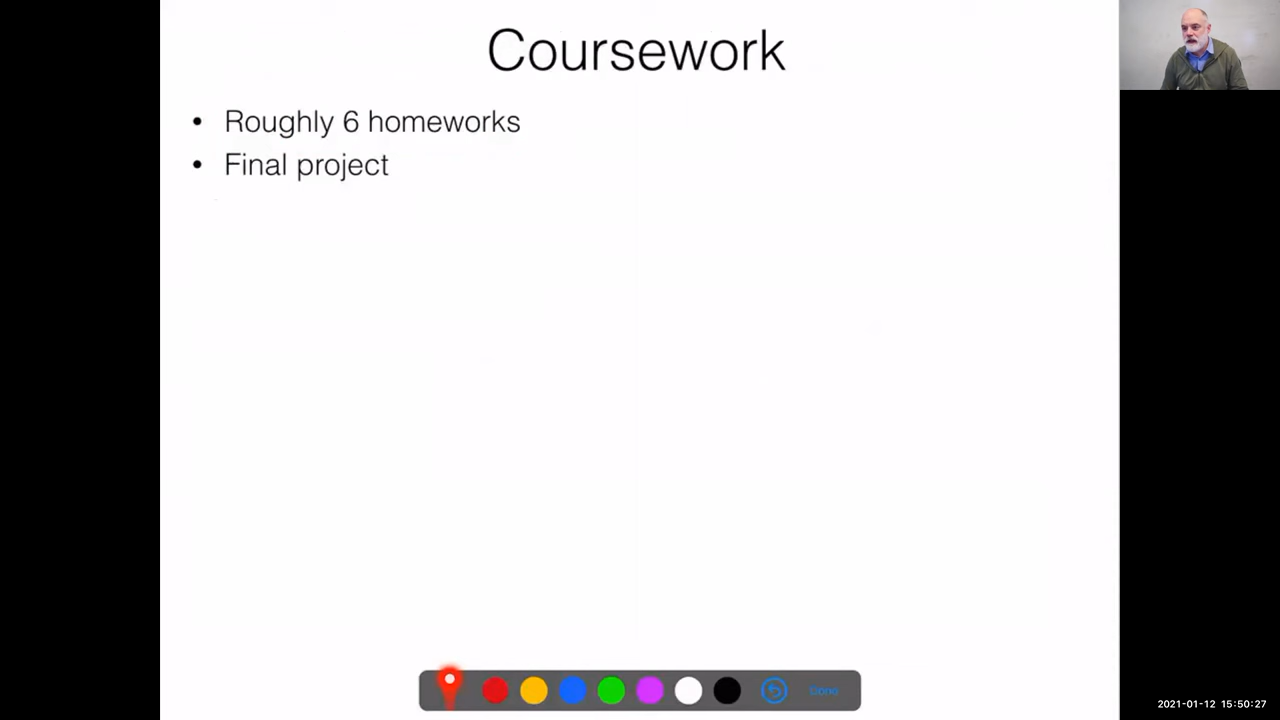 Coursework
• Roughly 6 homeworks
• Final project
Done
2021-01-12 15:50:27